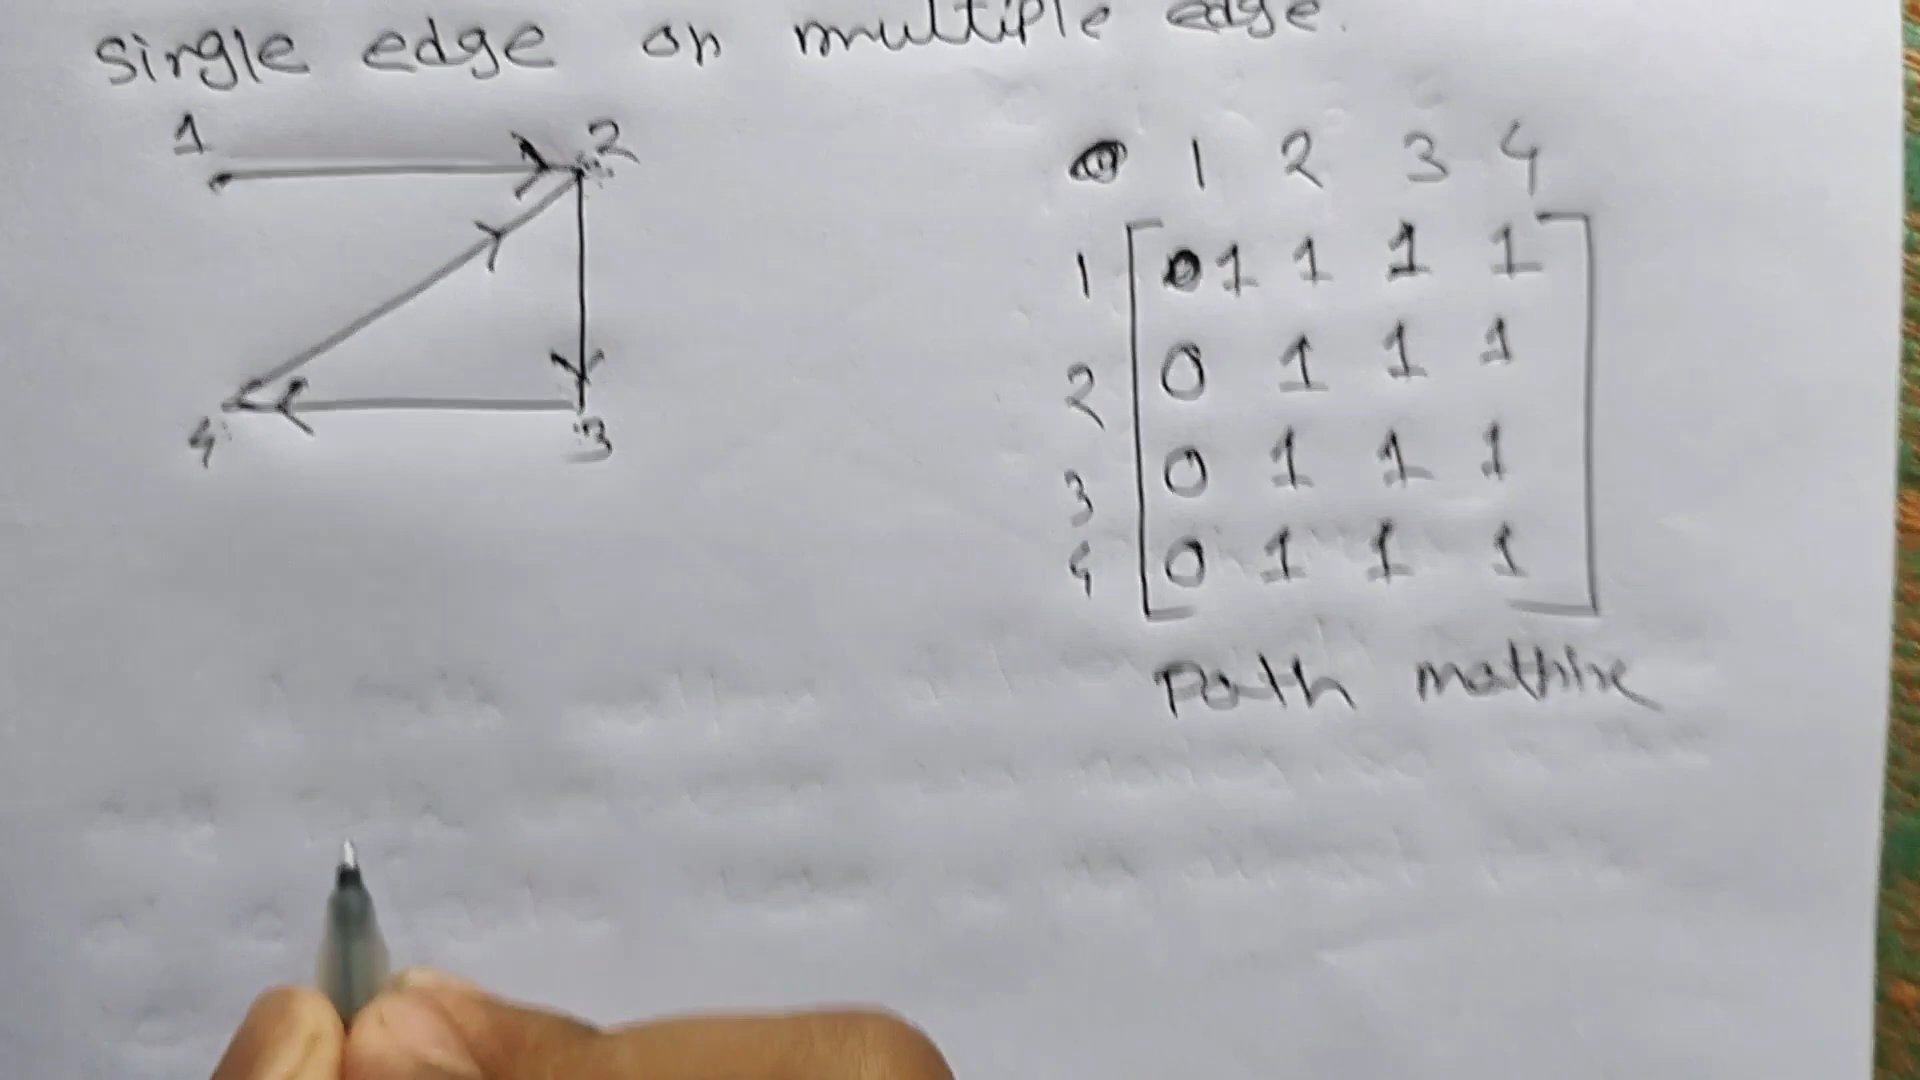 single edge or multiple edge.
1 2
4 3
1 2 3 4
1 0 1 1 1 1
2 0 1 1 1
3 0 1 1 1
4 0 1 1 1
Path mathix